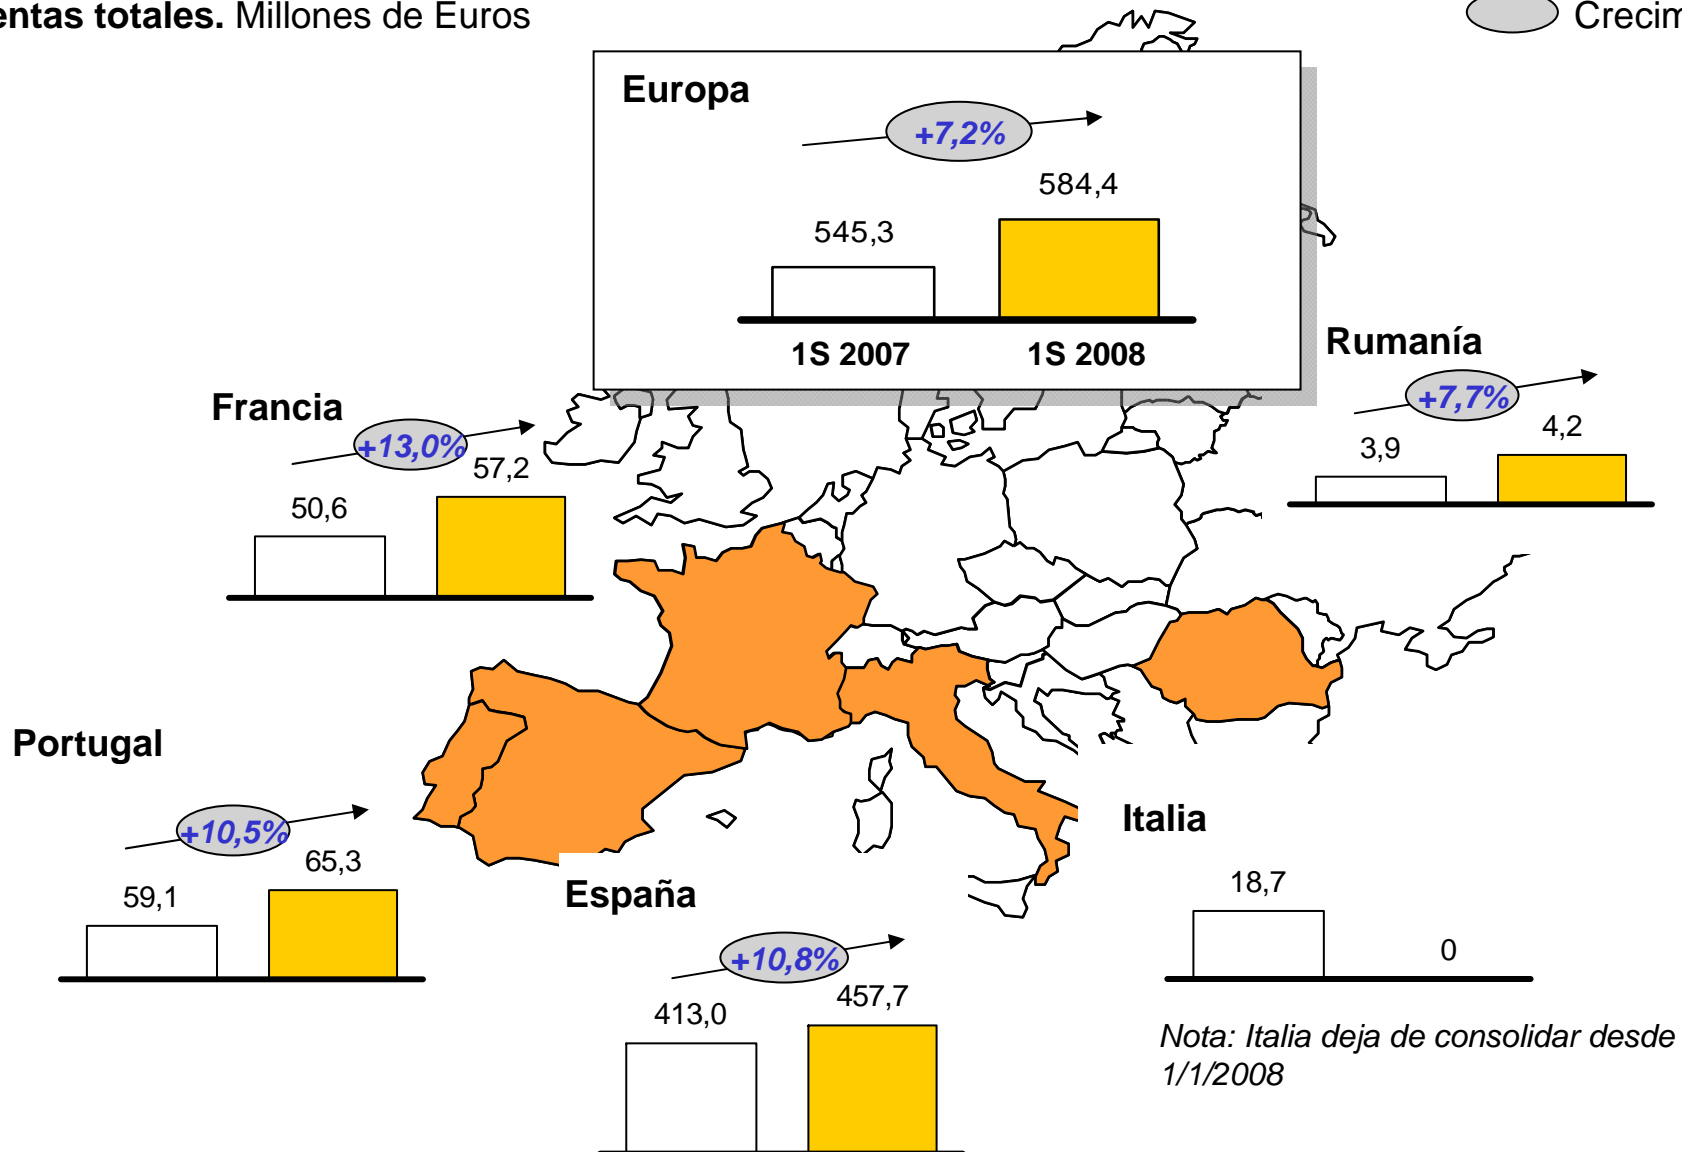 entas totales. Millones de Euros
Crecim
Europa
+7,2%
584,4
545,3
1S 2007 1S 2008
Rumanía
+7,7%
4,2
3,9
Francia
+13,0%
57,2
50,6
Portugal
+10,5%
65,3
59,1
España
+10,8%
457,7
413,0
Italia
18,7
0
Nota: Italia deja de consolidar desde
1/1/2008